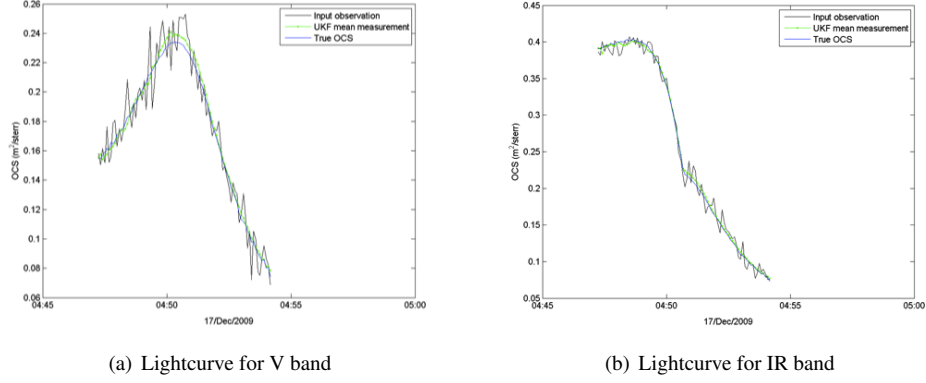 0.26
0.24
0.22
0.2
0.18
0.16
0.14
0.12
0.1
0.08
0.06
OCS (m²/sterr)
Input observation
UKF mean measurement
True OCS
04:45 04:50 04:55 05:00
17/Dec/2009
(a) Lightcurve for V band
0.45
0.4
0.35
0.3
0.25
0.2
0.15
0.1
0.05
OCS (m²/sterr)
Input observation
UKF mean measurement
True OCS
04:45 04:50 04:55 05:00
17/Dec/2009
(b) Lightcurve for IR band